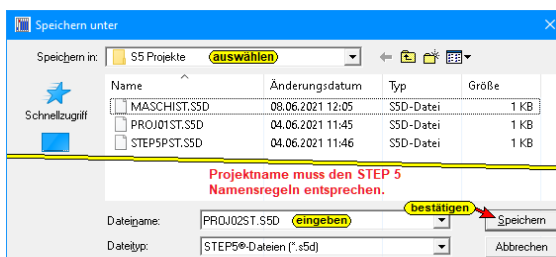 Speichern unter
Speichern in: S5 Projekte auswählen
Name Änderungsdatum Typ Größe
MASCHIST.S5D 08.06.2021 12:05 S5D-Datei 1 KB
PROJ01ST.S5D 04.06.2021 11:45 S5D-Datei 1 KB
STEP5PST.S5D 04.06.2021 11:46 S5D-Datei 1 KB
Schnellzugriff
Projektname muss den STEP 5
Namensregeln entsprechen.
bestätigen
Dateiname: PROJ02ST.S5D eingeben Speichern
Dateityp: STEP5®-Dateien (*.s5d) Abbrechen